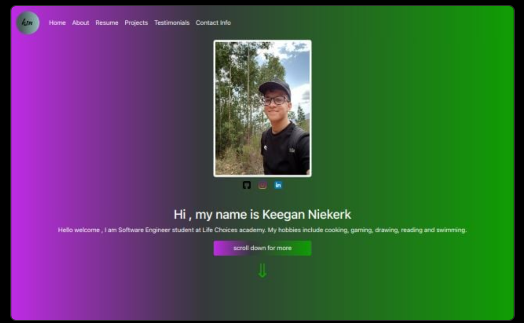 Home About Resume Projects Testimonials Contact Info
Hi , my name is Keegan Niekerk
Hello welcome , I am Software Engineer student at Life Choices academy. My hobbies include cooking, gaming, drawing, reading and swimming.
scroll down for more